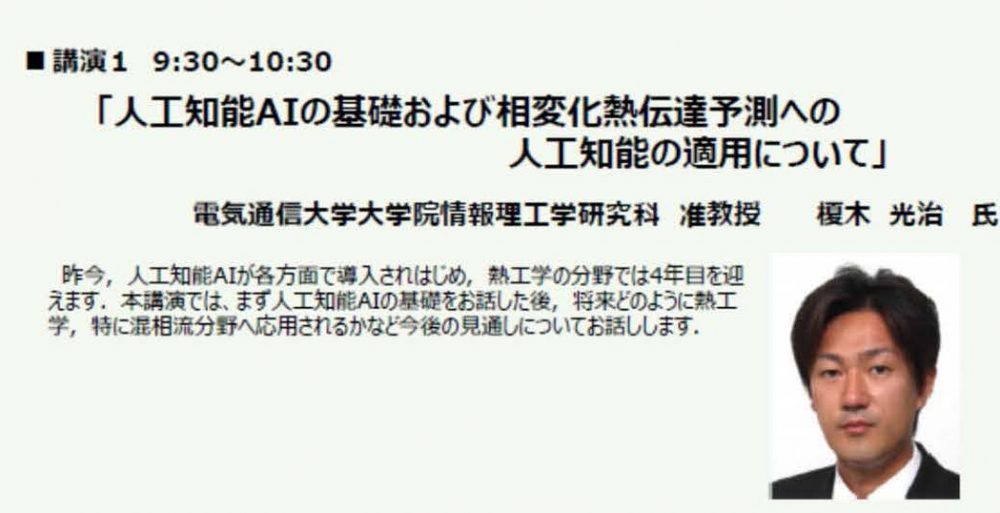 ■ 講演1 9:30～10:30
「人工知能AIの基礎および相変化熱伝達予測への
人工知能の適用について」
電気通信大学大学院情報理工学研究科 准教授 榎木 光治 氏
昨今，人工知能AIが各方面で導入されはじめ，熱工学の分野では4年目を迎
えます．本講演では、まず人工知能AIの基礎をお話した後，将来どのように熱工
学，特に混相流分野へ応用されるかなど今後の見通しについてお話しします．